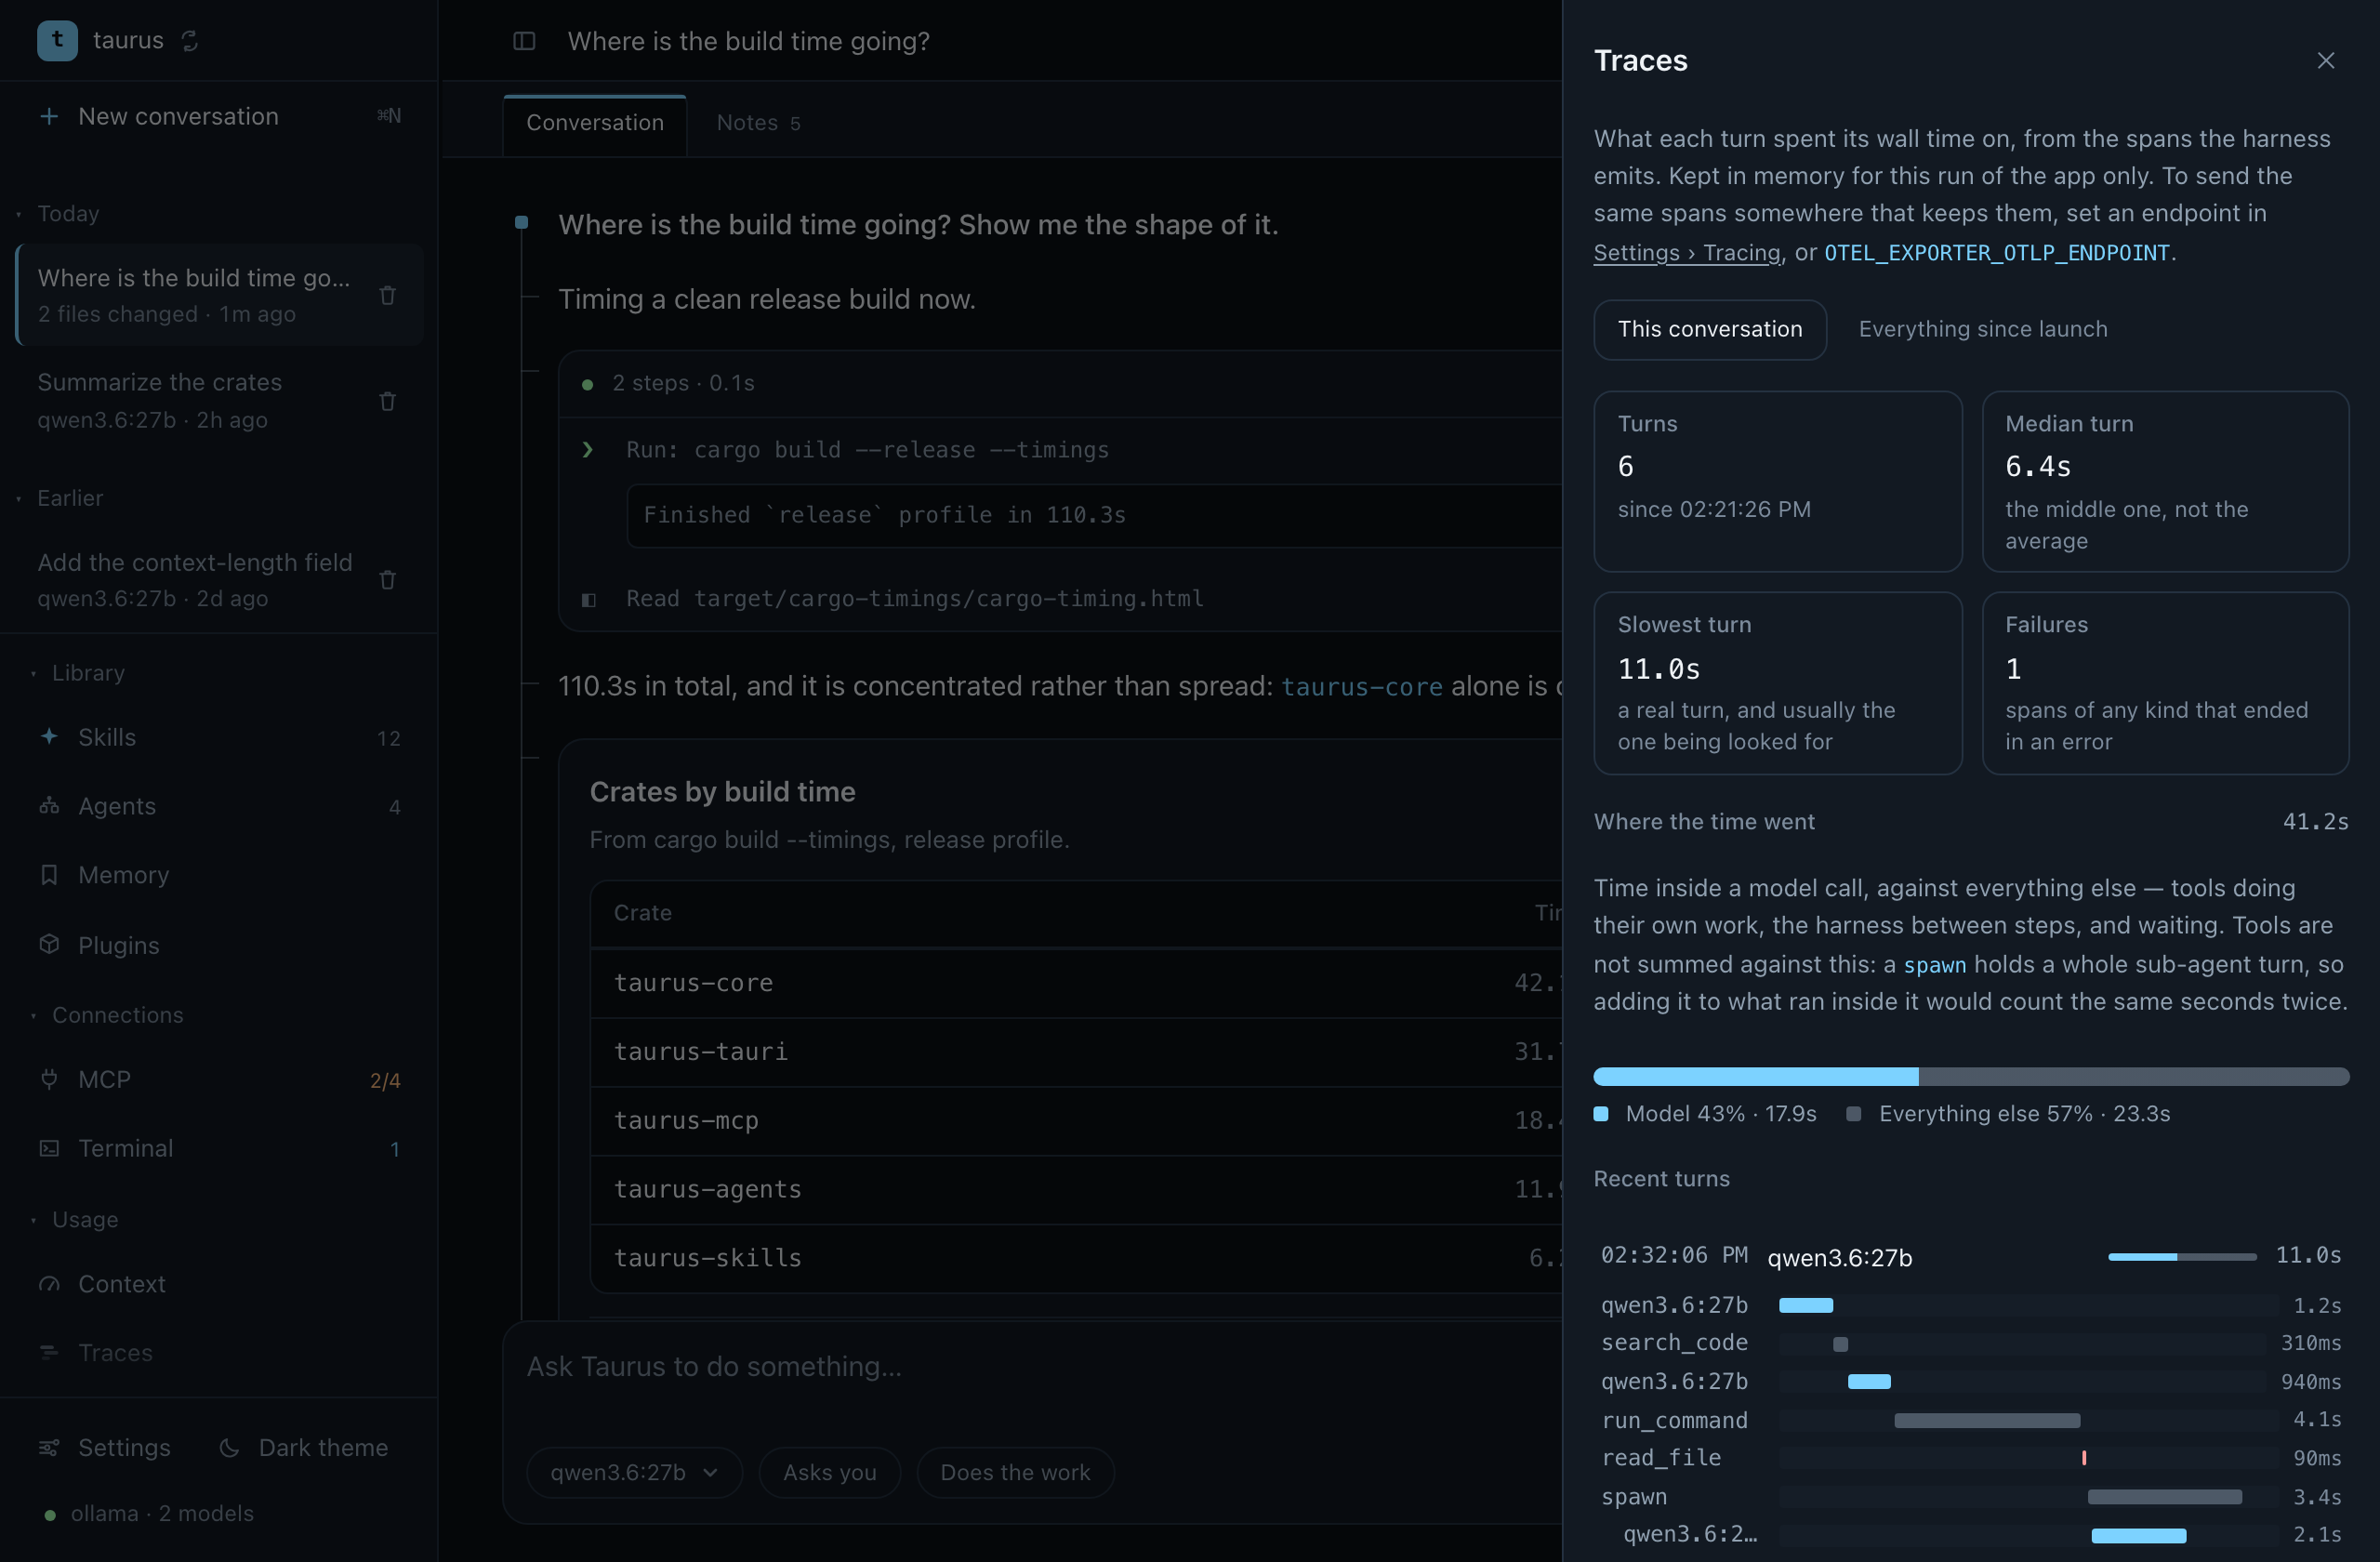 t taurus
New conversation ⌘N
Today
Where is the build time go...
2 files changed · 1m ago
Summarize the crates
qwen3.6:27b · 2h ago
Earlier
Add the context-length field
qwen3.6:27b · 2d ago
Library
Skills 12
Agents 4
Memory
Plugins
Connections
MCP 2/4
Terminal 1
Usage
Context
Traces
Settings Dark theme
ollama · 2 models
Where is the build time going?
Conversation Notes 5
Where is the build time going? Show me the shape of it.
Timing a clean release build now.
2 steps · 0.1s
Run: cargo build --release --timings
Finished `release` profile in 110.3s
Read target/cargo-timings/cargo-timing.html
110.3s in total, and it is concentrated rather than spread: taurus-core alone is
Crates by build time
From cargo build --timings, release profile.
Crate
taurus-core 42.
taurus-tauri 31.
taurus-mcp 18.
taurus-agents 11.
taurus-skills 6.
Ask Taurus to do something...
qwen3.6:27b Asks you Does the work
Traces
What each turn spent its wall time on, from the spans the harness
emits. Kept in memory for this run of the app only. To send the
same spans somewhere that keeps them, set an endpoint in
Settings › Tracing, or OTEL_EXPORTER_OTLP_ENDPOINT.
This conversation Everything since launch
Turns
6
since 02:21:26 PM
Median turn
6.4s
the middle one, not the
average
Slowest turn
11.0s
a real turn, and usually the
one being looked for
Failures
1
spans of any kind that ended
in an error
Where the time went 41.2s
Time inside a model call, against everything else — tools doing
their own work, the harness between steps, and waiting. Tools are
not summed against this: a spawn holds a whole sub-agent turn, so
adding it to what ran inside it would count the same seconds twice.
Model 43% · 17.9s Everything else 57% · 23.3s
Recent turns
02:32:06 PM qwen3.6:27b 11.0s
qwen3.6:27b 1.2s
search_code 310ms
qwen3.6:27b 940ms
run_command 4.1s
read_file 90ms
spawn 3.4s
qwen3.6:2… 2.1s